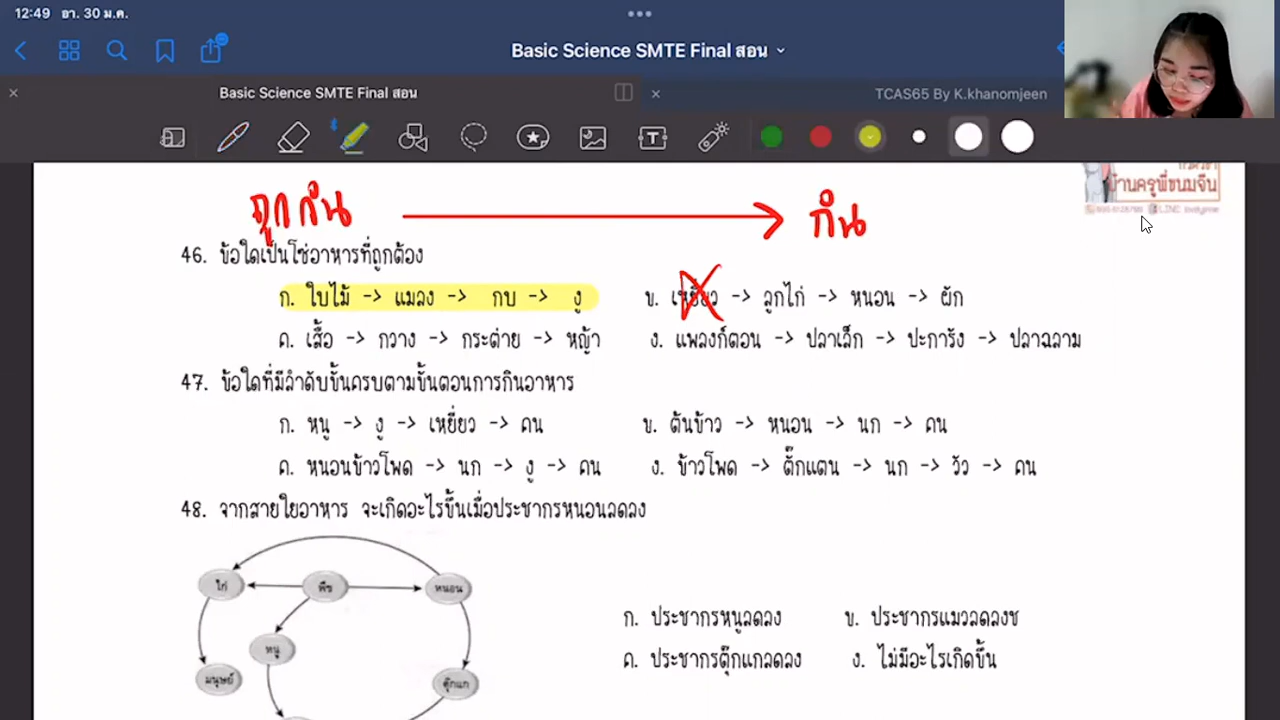 12:49 อา. 30 ม.ค.
Basic Science SMTE Final สอน
Basic Science SMTE Final สอน
TCAS65 By K.khanomjeen
บ้านครูพี่ขนมจีน
ถูกกิน → กิน
46. ข้อใดเป็นโซ่อาหารที่ถูกต้อง
ก. ใบไม้ -> แมลง -> กบ -> งู ข. เหยี่ยว -> ลูกไก่ -> หนอน -> ผัก
ค. เสื้อ -> กวาง -> กระต่าย -> หญ้า ง. แพลงก์ตอน -> ปลาเล็ก -> ปะการัง -> ปลาฉลาม
47. ข้อใดที่มีลำดับขั้นครบตามขั้นตอนการกินอาหาร
ก. หนู -> งู -> เหยี่ยว -> คน ข. ต้นข้าว -> หนอน -> นก -> คน
ค. หนอนข้าวโพด -> นก -> งู -> คน ง. ข้าวโพด -> ตั๊กแตน -> นก -> วัว -> คน
48. จากสายใยอาหาร จะเกิดอะไรขึ้นเมื่อประชากรหนอนลดลง
ไก่ พืช หนอน
หนู
มนุษย์ ตุ๊กแก
ก. ประชากรหนูลดลง ข. ประชากรแมวลดลงช
ค. ประชากรตุ๊กแกลดลง ง. ไม่มีอะไรเกิดขึ้น